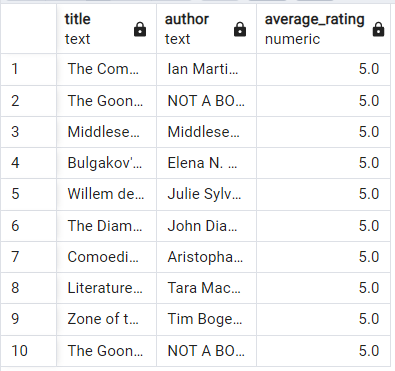 title author average_rating
text text numeric
1 The Com... Ian Marti... 5.0
2 The Goon... NOT A BO... 5.0
3 Middlese... Middlese... 5.0
4 Bulgakov'... Elena N. ... 5.0
5 Willem de... Julie Sylv... 5.0
6 The Diam... John Dia... 5.0
7 Comoedi... Aristopha... 5.0
8 Literature... Tara Mac... 5.0
9 Zone of t... Tim Boge... 5.0
10 The Goon... NOT A BO... 5.0